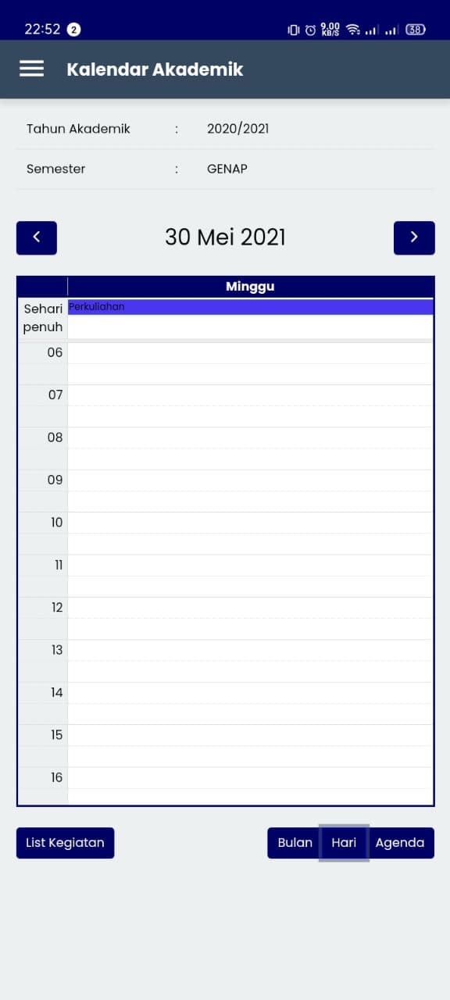 22:52 2 9.00 KB/S 38
Kalendar Akademik
Tahun Akademik : 2020/2021
Semester : GENAP
30 Mei 2021
Minggu
Sehari penuh
Perkuliahan
06
07
08
09
10
11
12
13
14
15
16
List Kegiatan Bulan Hari Agenda